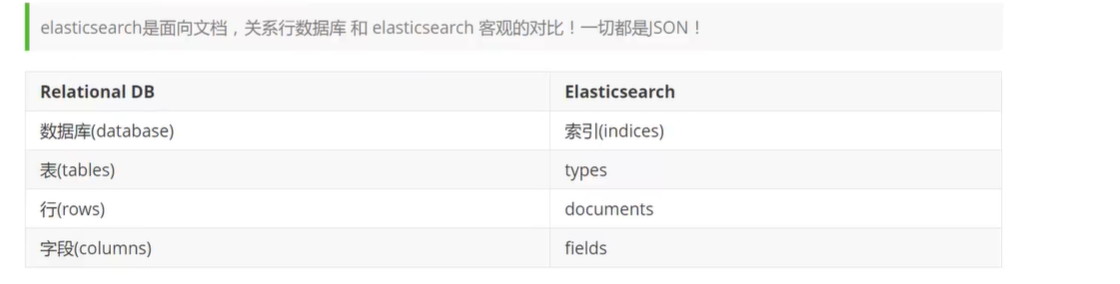 elasticsearch是面向文档，关系行数据库 和 elasticsearch 客观的对比！一切都是JSON！
Relational DB Elasticsearch
数据库(database) 索引(indices)
表(tables) types
行(rows) documents
字段(columns) fields